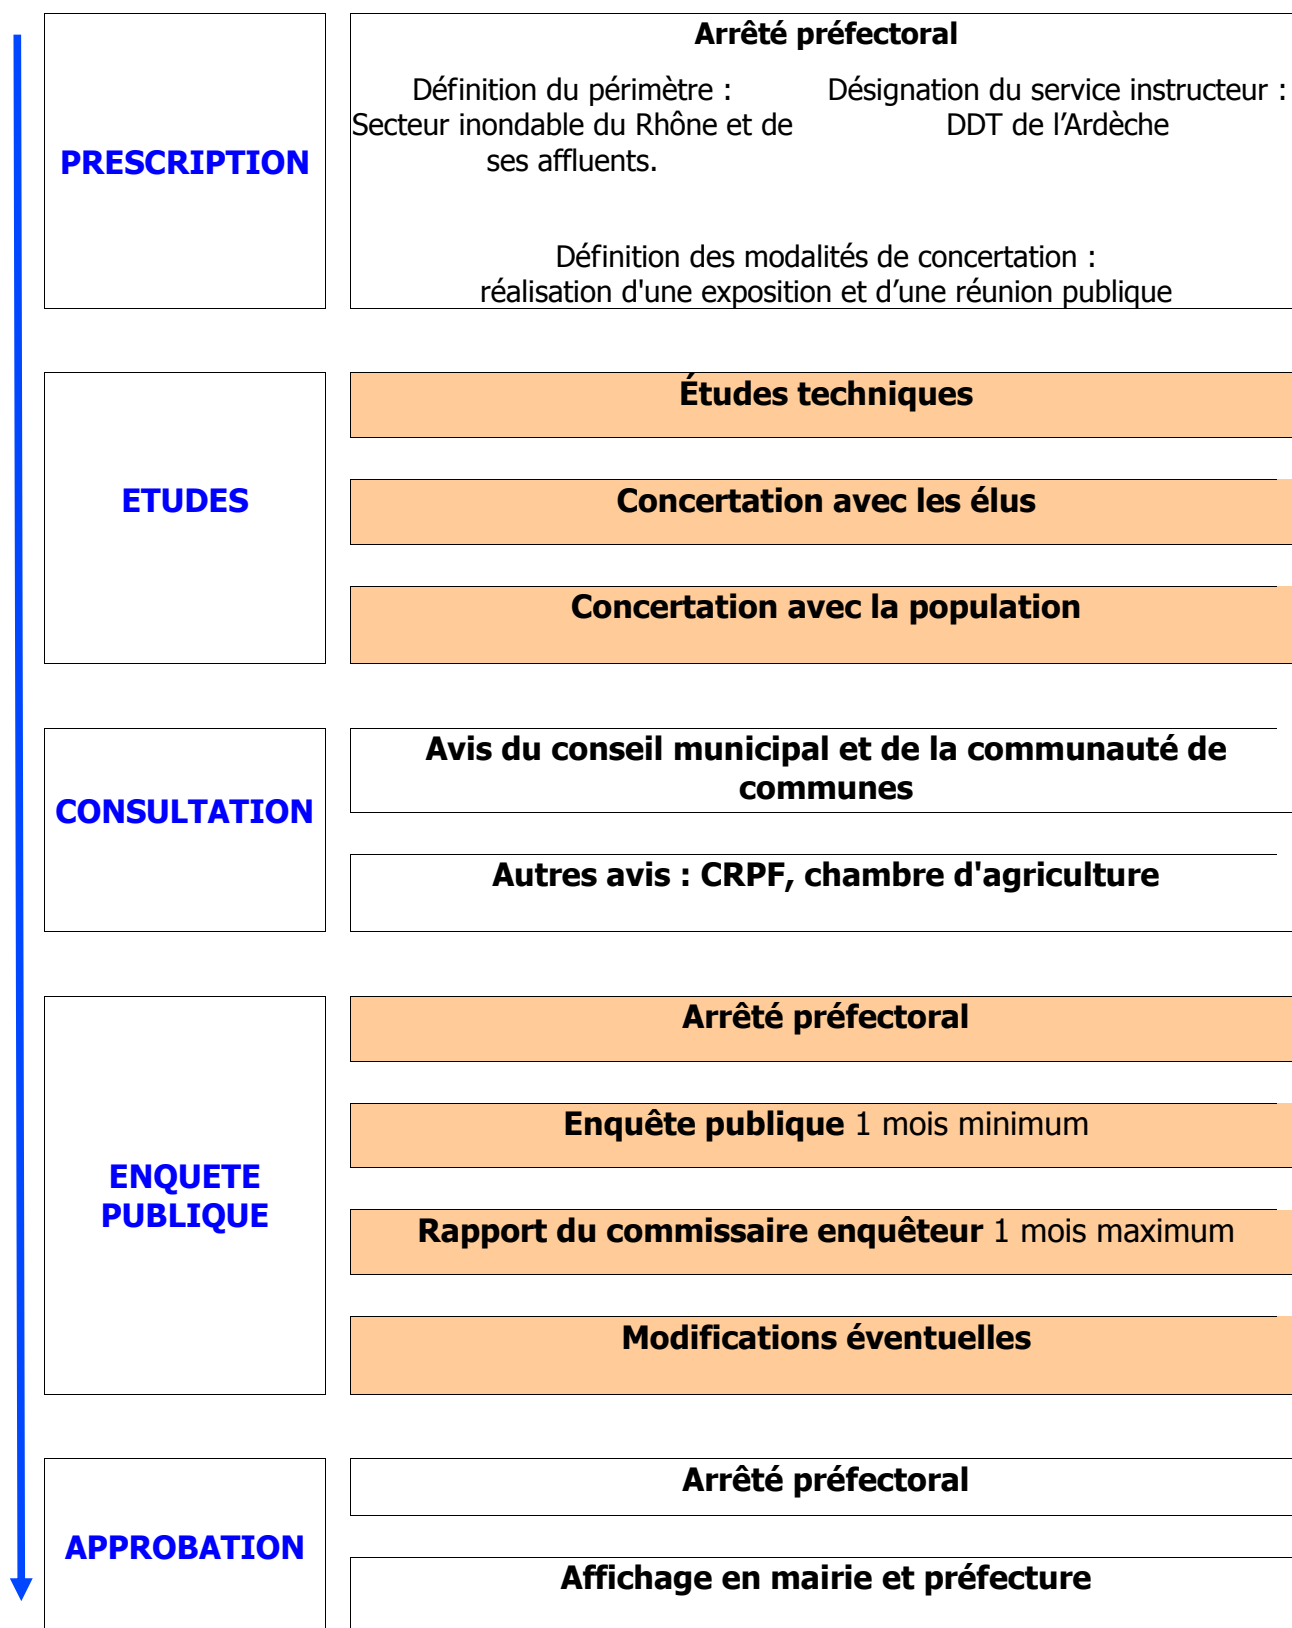 PRESCRIPTION
Arrêté préfectoral
Définition du périmètre :
Secteur inondable du Rhône et de
ses affluents.
Désignation du service instructeur :
DDT de l’Ardèche
Définition des modalités de concertation :
réalisation d'une exposition et d’une réunion publique
ETUDES
Études techniques
Concertation avec les élus
Concertation avec la population
CONSULTATION
Avis du conseil municipal et de la communauté de
communes
Autres avis : CRPF, chambre d'agriculture
ENQUETE
PUBLIQUE
Arrêté préfectoral
Enquête publique 1 mois minimum
Rapport du commissaire enquêteur 1 mois maximum
Modifications éventuelles
APPROBATION
Arrêté préfectoral
Affichage en mairie et préfecture